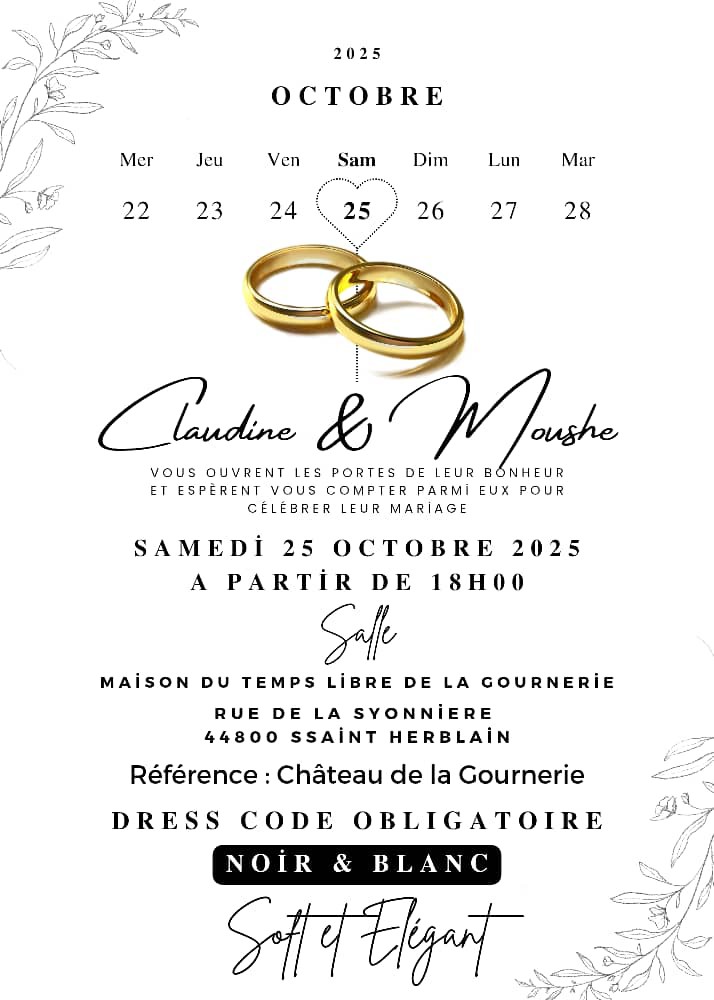 2025
OCTOBRE
Mer Jeu Ven Sam Dim Lun Mar
22 23 24 25 26 27 28
Claudine & Moushe
VOUS OUVRENT LES PORTES DE LEUR BONHEUR
ET ESPÈRENT VOUS COMPTER PARMİ EUX POUR
CÉLÉBRER LEUR MARİAGE
SAMEDİ 25 OCTOBRE 2025
A PARTİR DE 18H00
Salle
MAİSON DU TEMPS LİBRE DE LA GOURNERİE
RUE DE LA SYONNİERE
44800 SSAİNT HERBLAİN
Référence : Château de la Gournerie
DRESS CODE OBLIGATOIRE
NOİR & BLANC
Soft et Elégant